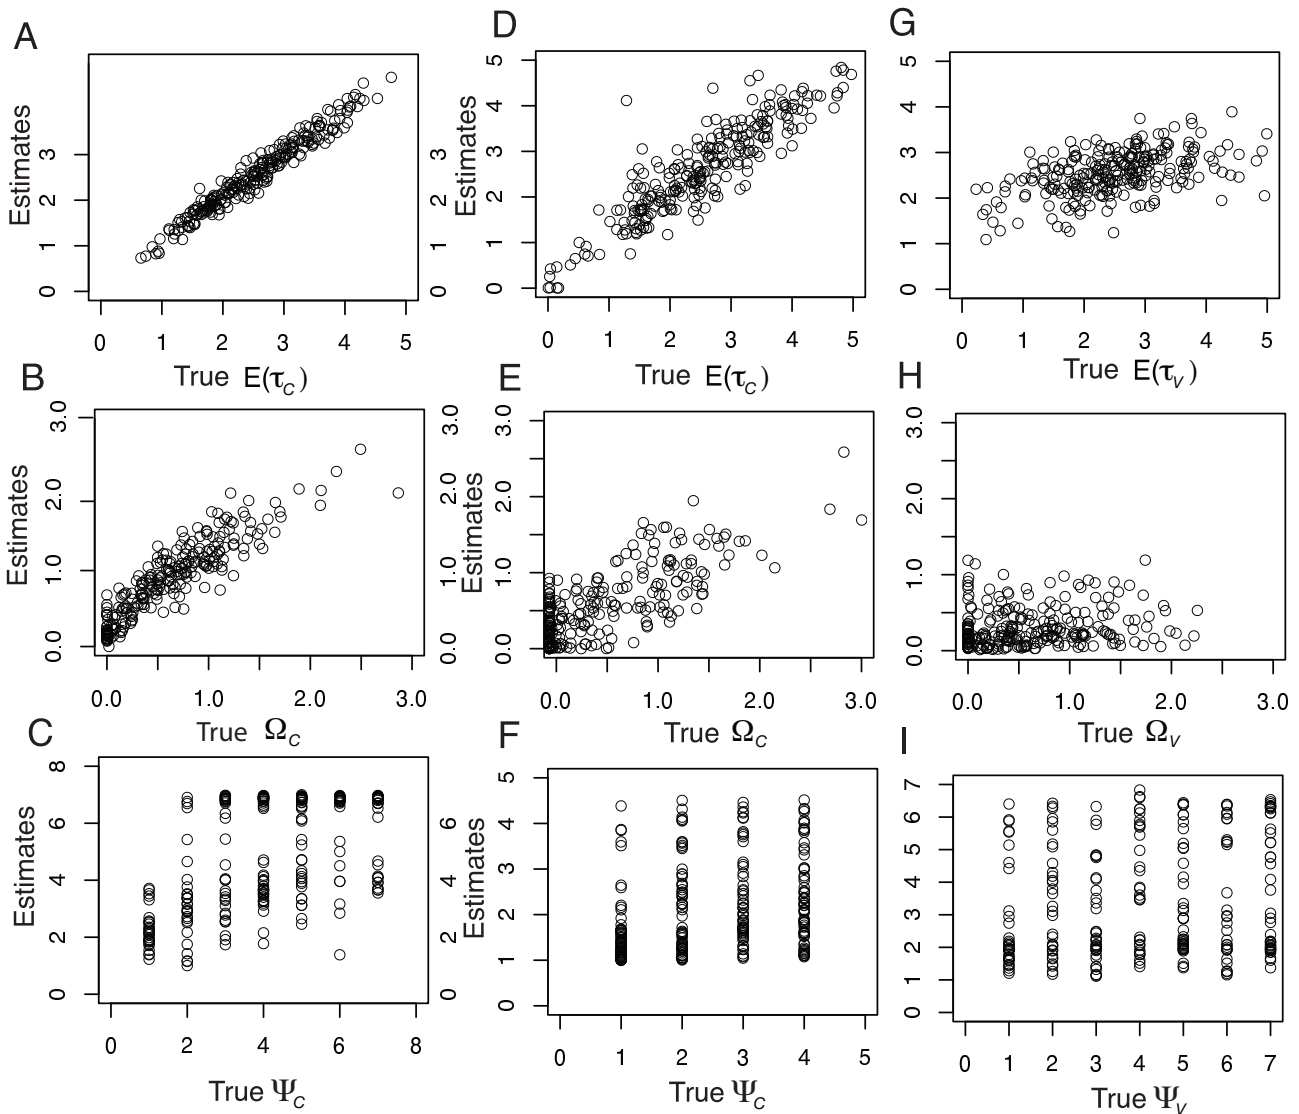 A
Estimates
0 1 2 3
0 1 2 3 4 5
True E(τC)
D
Estimates
0 1 2 3
0 1 2 3 4 5
0 1 2 3 4 5
True E(τC)
G
0 1 2 3 4 5
0 1 2 3 4 5
True E(τV)
B
Estimates
0.0 1.0 2.0 3.0
0.0 1.0 2.0 3.0
True ΩC
E
Estimates
0.0 1.0 2.0 3.0
0.0 1.0 2.0 3.0
0.0 1.0 2.0 3.0
True ΩC
H
0.0 1.0 2.0 3.0
0.0 1.0 2.0 3.0
True ΩV
C
Estimates
0 2 4 6 8
0 2 4 6 8
True ΨC
F
Estimates
0 2 4 6
0 1 2 3 4 5
0 1 2 3 4 5
True ΨC
I
0 1 2 3 4 5 6 7
0 1 2 3 4 5 6 7
True ΨV